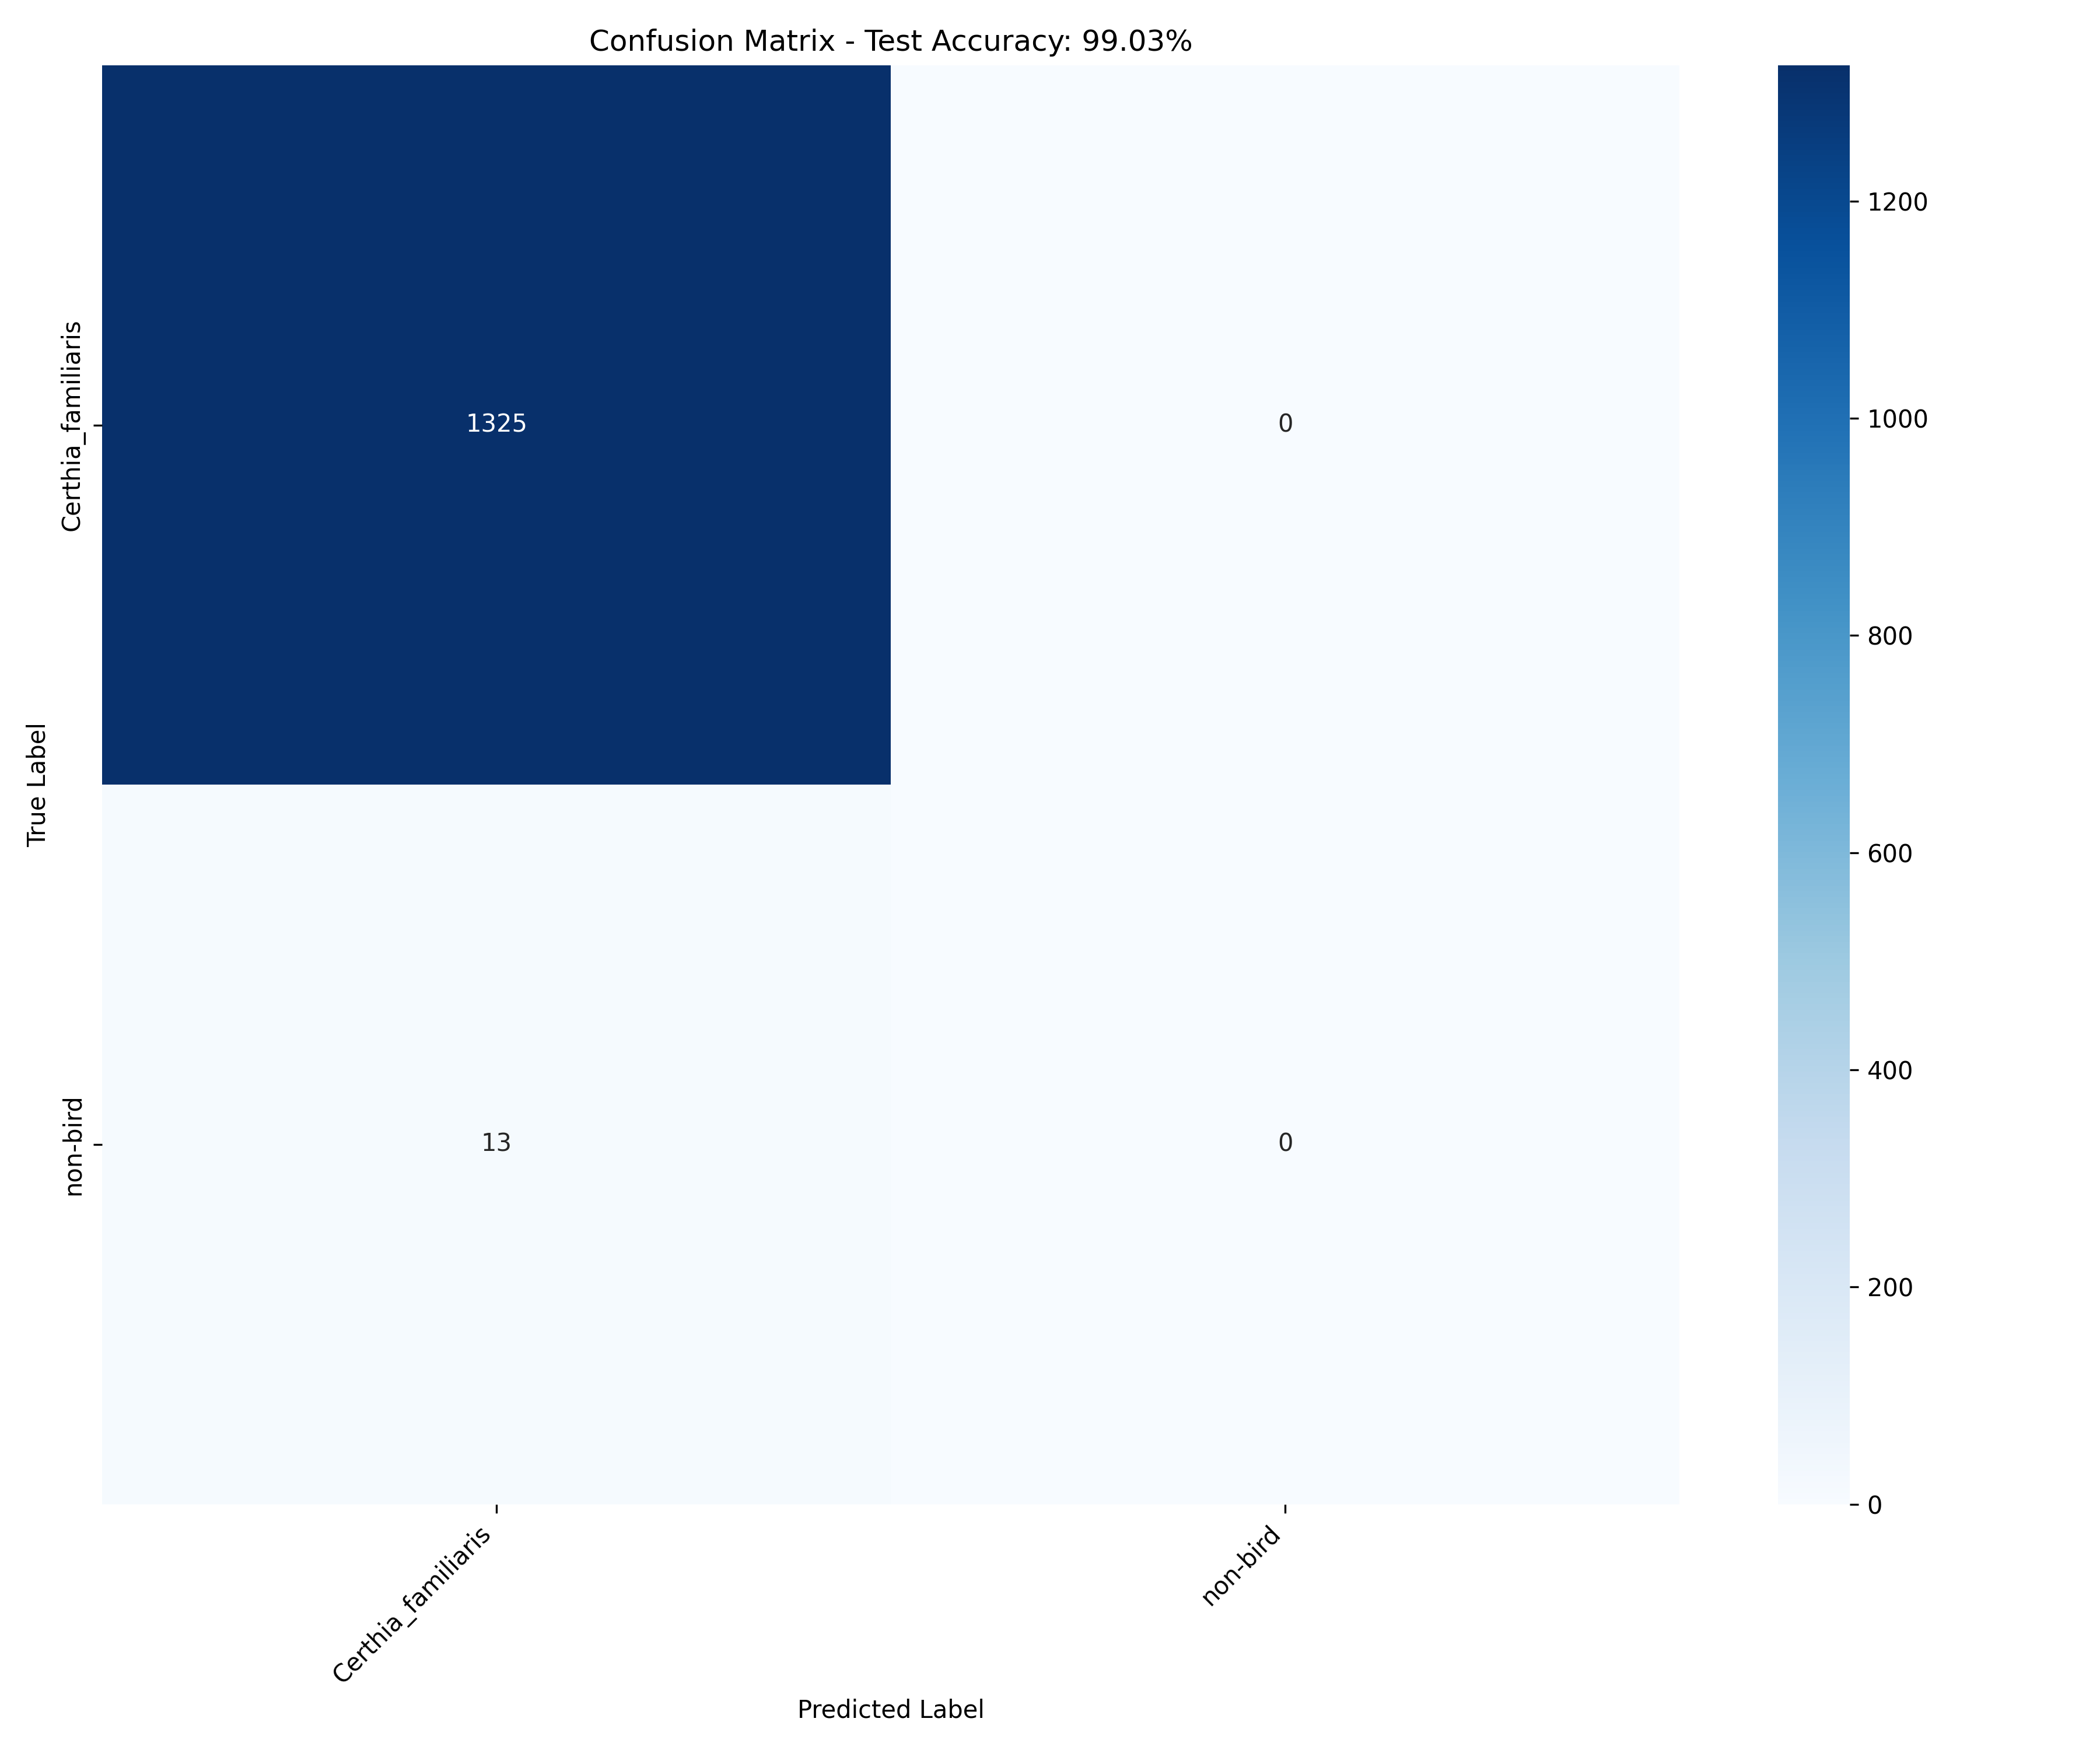 Confusion Matrix - Test Accuracy: 99.03%
True Label
Certhia_familiaris
non-bird
1325
0
13
0
Certhia_familiaris
non-bird
Predicted Label
1200
1000
800
600
400
200
0